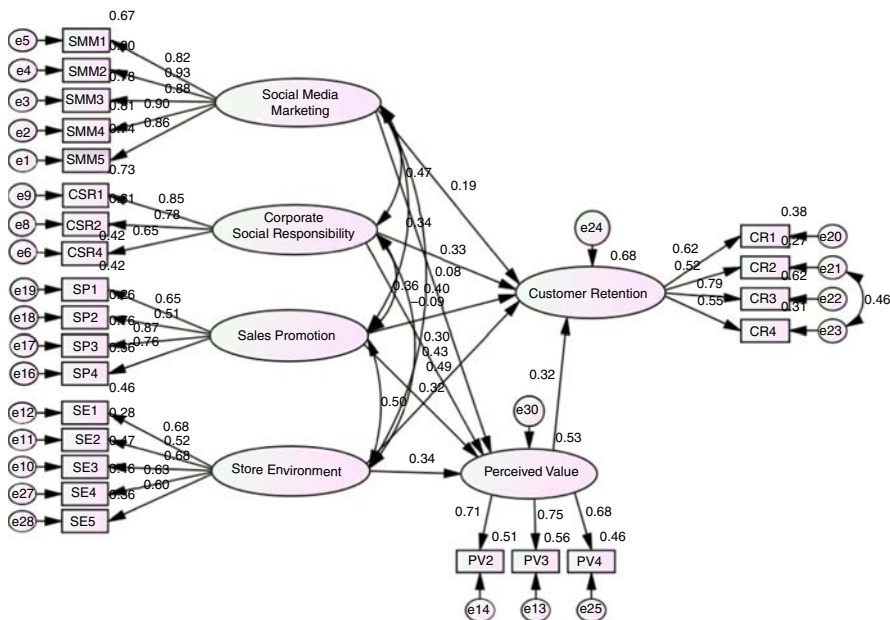 0.67
e5 SMM1
0.80
0.82
e4 SMM2
0.78
0.93
e3 SMM3
0.88
0.81
0.90
e2 SMM4
0.74
0.86
e1 SMM5
0.73
Social Media
Marketing
0.47
0.19
e9 CSR1
0.85
0.61
0.78
e8 CSR2
0.65
0.42
e6 CSR4
0.42
Corporate
Social Responsibility
0.34
0.33
e24
0.68
0.38
0.62
CR1 e20
0.27
0.52
CR2 e21
0.62
0.79
CR3 e22
0.46
0.31
0.55
CR4 e23
Customer Retention
0.08
0.36
0.40
–0.09
e19 SP1
0.26
0.65
e18 SP2
0.51
0.76
0.87
e17 SP3
0.76
0.56
e16 SP4
0.46
Sales Promotion
0.30
0.43
0.49
0.32
0.50
0.32
e12 SE1
0.28
0.68
e11 SE2
0.52
0.47
0.68
e10 SE3
0.46
0.63
e27 SE4
0.60
0.36
e28 SE5
Store Environment
0.34
e30
0.53
Perceived Value
0.71
0.75
0.68
0.51
0.56
0.46
PV2 PV3 PV4
e14 e13 e25